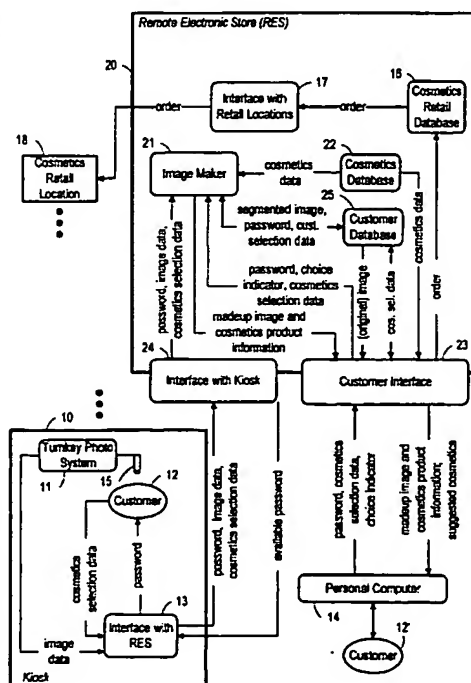 Remote Electronic Store (RES)
20
17
16
Interface with
Retail Locations
Cosmetics
Retail
Database
order
order
18
Cosmetics
Retail
Location
21
Image Maker
cosmetics
data
22
Cosmetics
Database
25
Customer
Database
segmented image,
password, cust.
selection data
password, image data,
cosmetics selection data
password, choice
indicator, cosmetics
selection data
madeup image and
cosmetics product
information
(original) image
cos. sel. data
cosmetics data
order
24
23
Interface with Kiosk
Customer Interface
10
Turnkey Photo
System
11
15
12
Customer
cosmetics
selection data
password
13
Interface with
RES
image
data
Kiosk
password, image data,
cosmetics selection data
available password
password, cosmetics
selection data,
choice indicator
madeup image and
cosmetics product
information;
suggested cosmetics
Personal Computer
14
12'
Customer